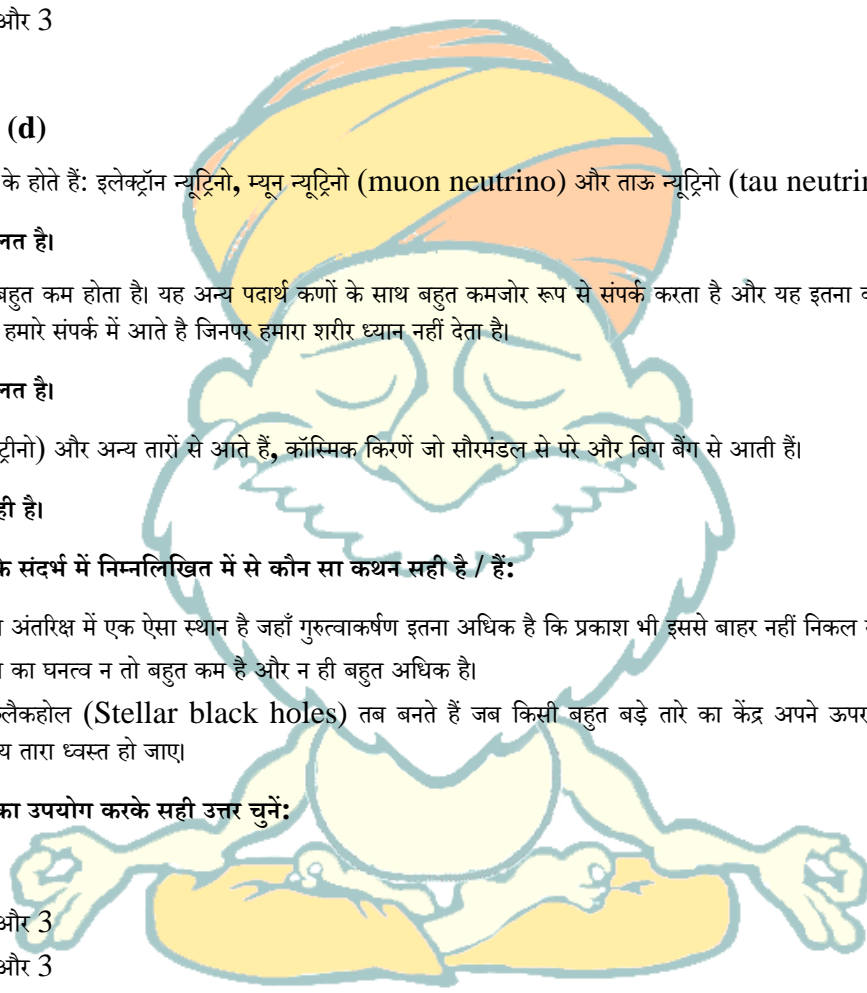 और 3
(d)
के होते हैं: इलेक्ट्रॉन न्यूट्रिनो, म्यून न्यूट्रिनो (muon neutrino) और ताऊ न्यूट्रिनो (tau neutri
है।
बहुत कम होता है। यह अन्य पदार्थ कणों के साथ बहुत कमजोर रूप से संपर्क करता है और यह इतना
हमारे संपर्क में आते है जिनपर हमारा शरीर ध्यान नहीं देता है।
है।
और अन्य तारों से आते हैं, कॉस्मिक किरणें जो सौरमंडल से परे और बिग बैंग से आती हैं।
है।
के संदर्भ में निम्नलिखित में से कौन सा कथन सही है / हैं:
अंतरिक्ष में एक ऐसा स्थान है जहाँ गुरुत्वाकर्षण इतना अधिक है कि प्रकाश भी इससे बाहर नहीं निकल
का घनत्व न तो बहुत कम है और न ही बहुत अधिक है।
(Stellar black holes) तब बनते हैं जब किसी बहुत बड़े तारे का केंद्र अपने ऊपर
तारा ध्वस्त हो जाए।
का उपयोग करके सही उत्तर चुनें:
और 3
और 3